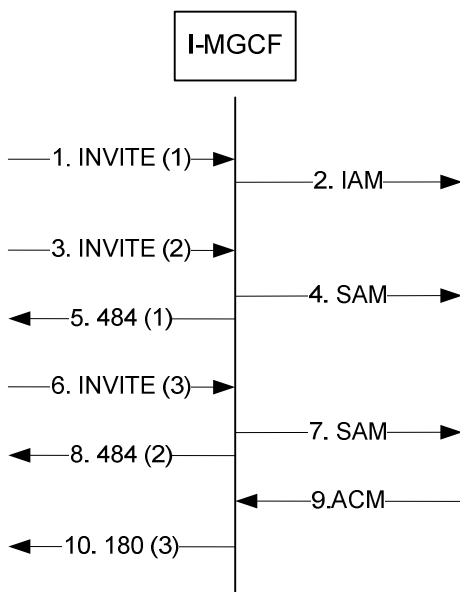 I-MGCF
1. INVITE (1)
2. IAM
3. INVITE (2)
4. SAM
5. 484 (1)
6. INVITE (3)
7. SAM
8. 484 (2)
9.ACM
10. 180 (3)